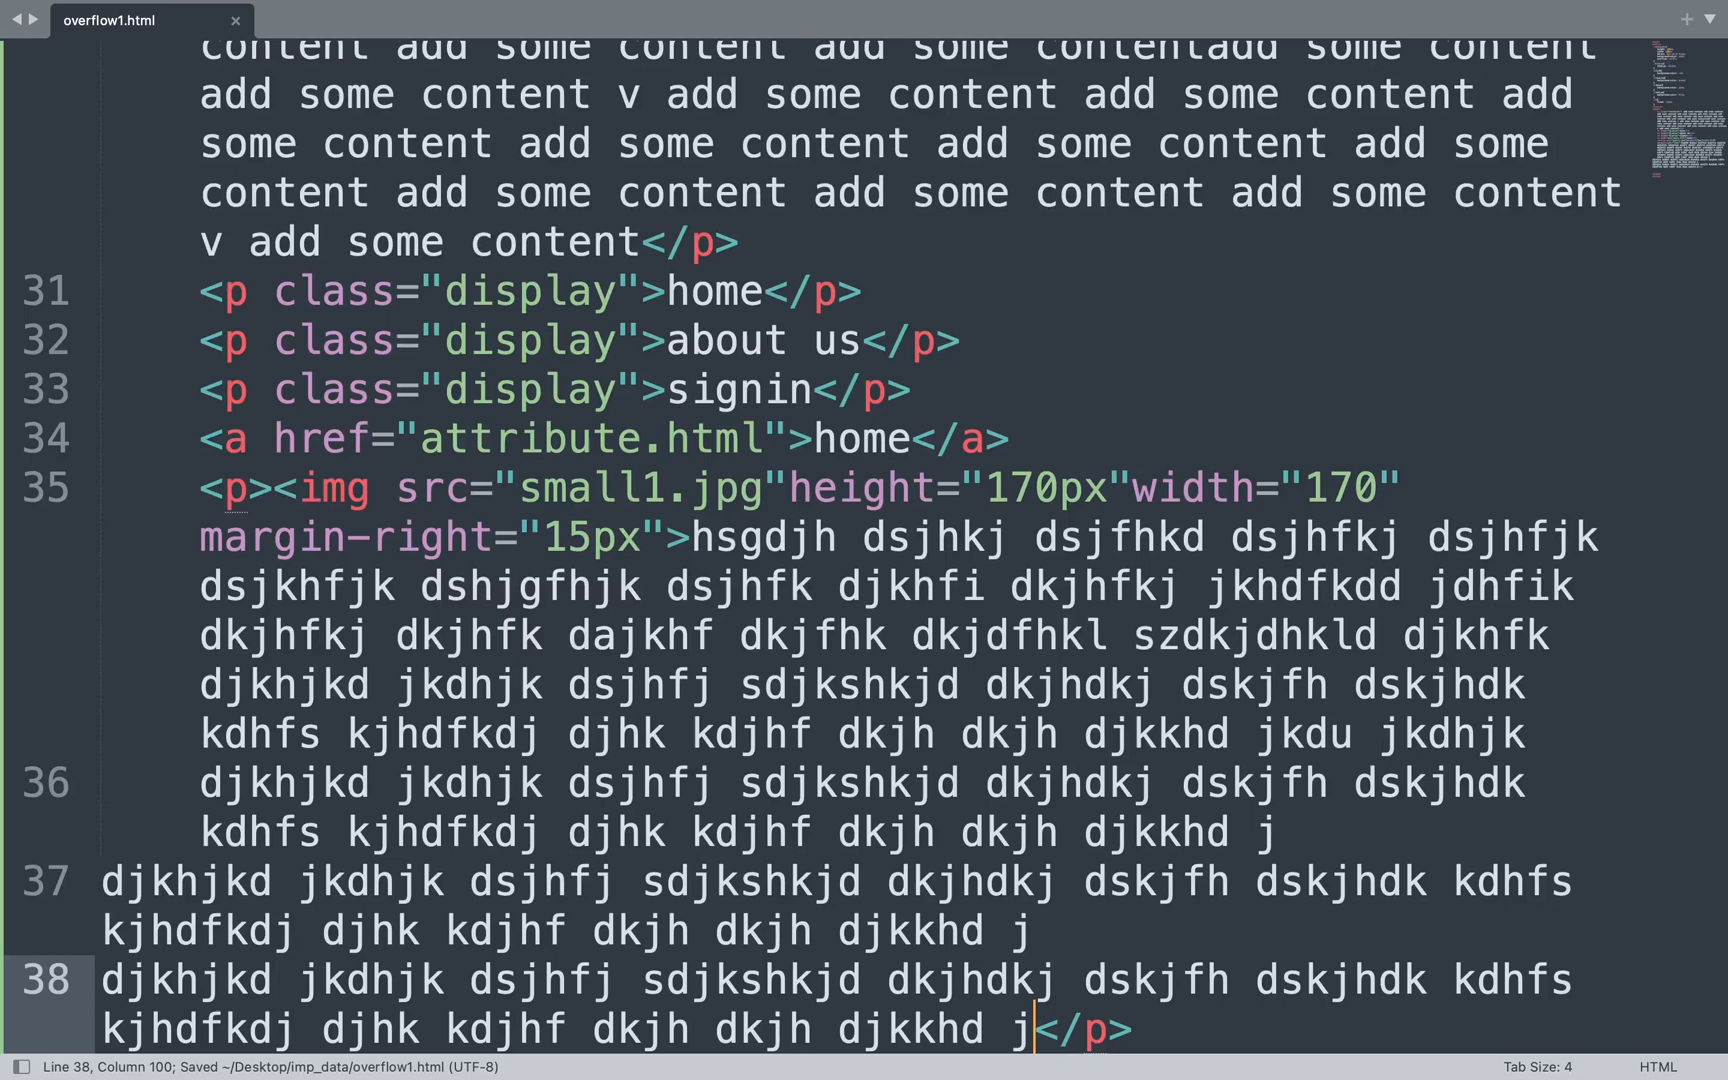 overflow1.html
content add some content add some contentadd some content
add some content v add some content add some content add
some content add some content add some content add some
content add some content add some content add some content
v add some content</p>
31 <p class="display">home</p>
32 <p class="display">about us</p>
33 <p class="display">signin</p>
34 <a href="attribute.html">home</a>
35 <p><img src="small1.jpg"height="170px"width="170"
margin-right="15px">hsgdjh dsjhkj dsjfhkd dsjhfkj dsjhfjk
dsjkhfjk dshjgfhjk dsjhfk djkhfi dkjhfkj jkhdfkdd jdhfik
dkjhfkj dkjhfk dajkhf dkjfhk dkjdfhkl szdkjdhkld djkhfk
djkhjkd jkdhjk dsjhfj sdjkshkjd dkjhdkj dskjfh dskjhdk
kdhfs kjhdfkdj djhk kdjhf dkjh dkjh djkkhd jkdu jkdhjk
36 djkhjkd jkdhjk dsjhfj sdjkshkjd dkjhdkj dskjfh dskjhdk
kdhfs kjhdfkdj djhk kdjhf dkjh dkjh djkkhd j
37 djkhjkd jkdhjk dsjhfj sdjkshkjd dkjhdkj dskjfh dskjhdk kdhfs
kjhdfkdj djhk kdjhf dkjh dkjh djkkhd j
38 djkhjkd jkdhjk dsjhfj sdjkshkjd dkjhdkj dskjfh dskjhdk kdhfs
kjhdfkdj djhk kdjhf dkjh dkjh djkkhd j</p>
Line 38, Column 100; Saved ~/Desktop/imp_data/overflow1.html (UTF-8)
Tab Size: 4
HTML